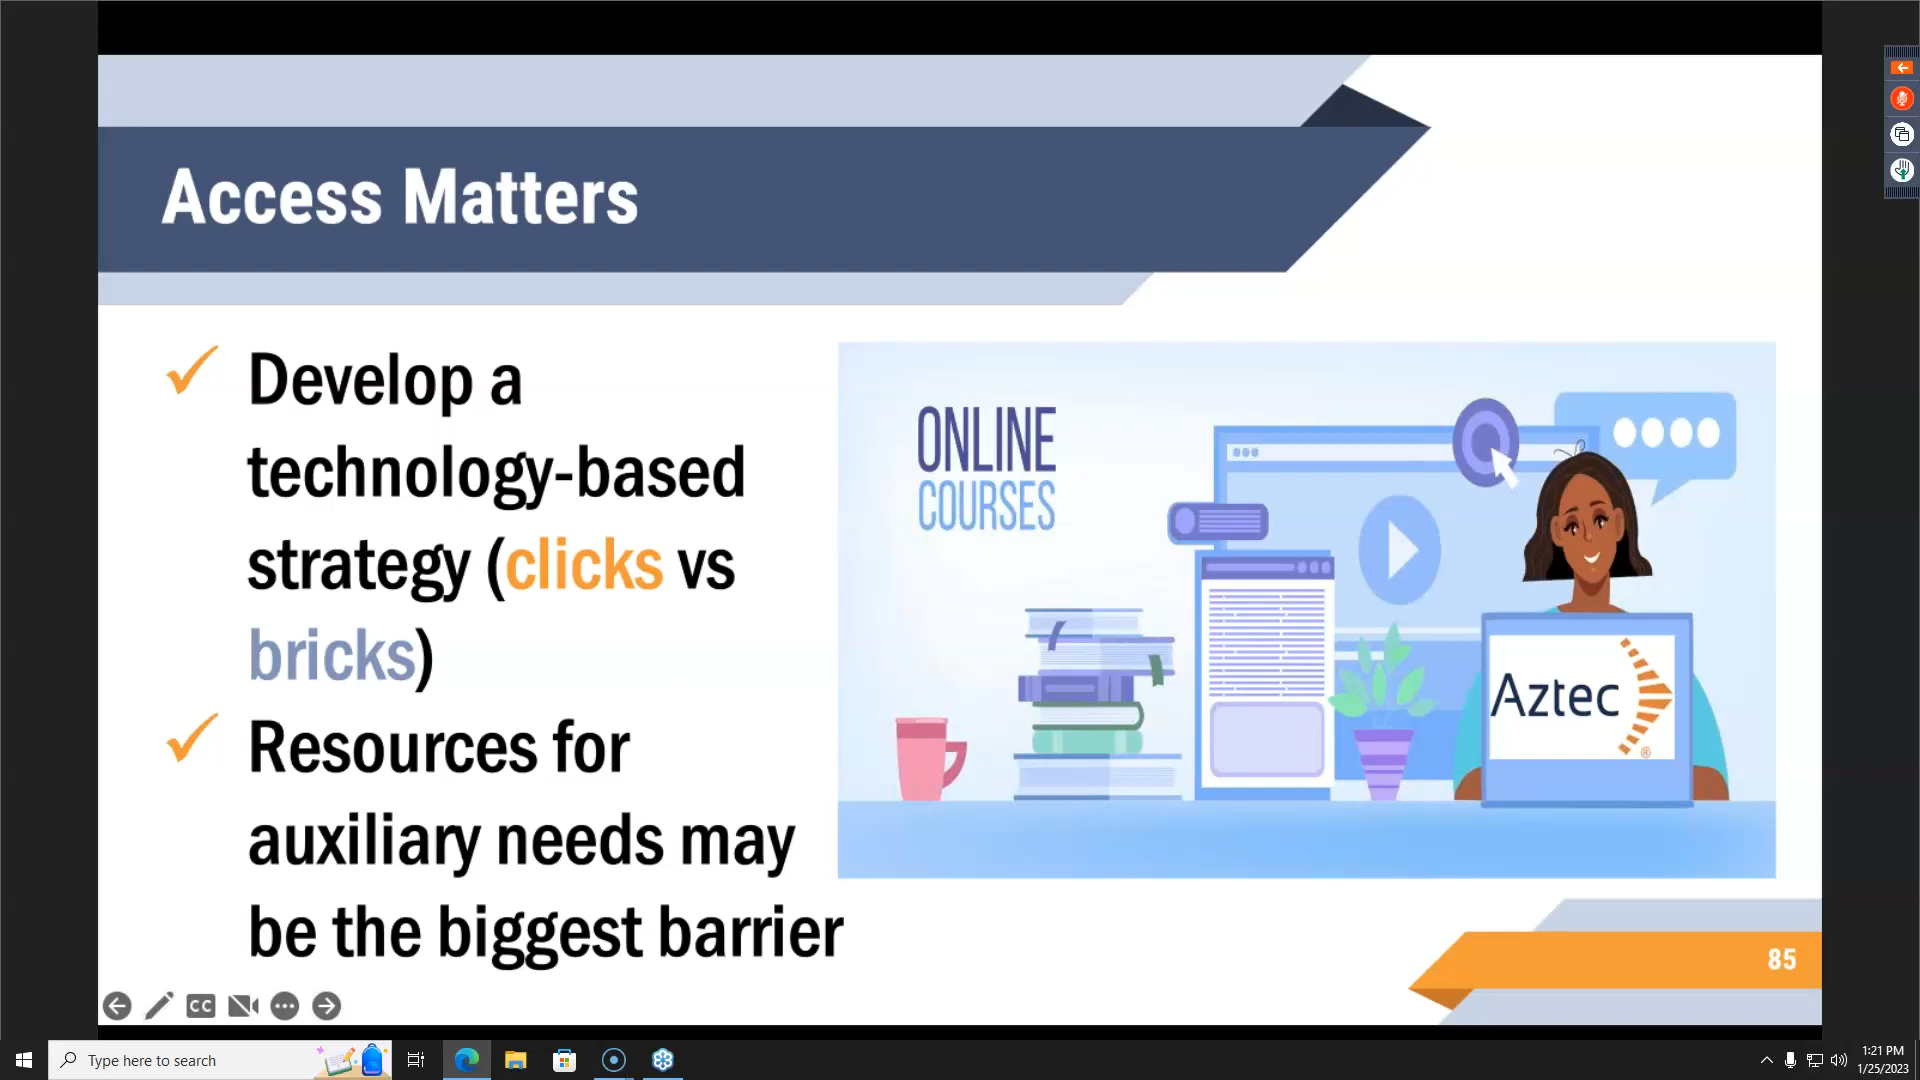 Access Matters
Develop a
technology-based
strategy (clicks vs
bricks)
Resources for
auxiliary needs may
be the biggest barrier
ONLINE
COURSES
Aztec
®
85
CC
Type here to search
1:21 PM
1/25/2023